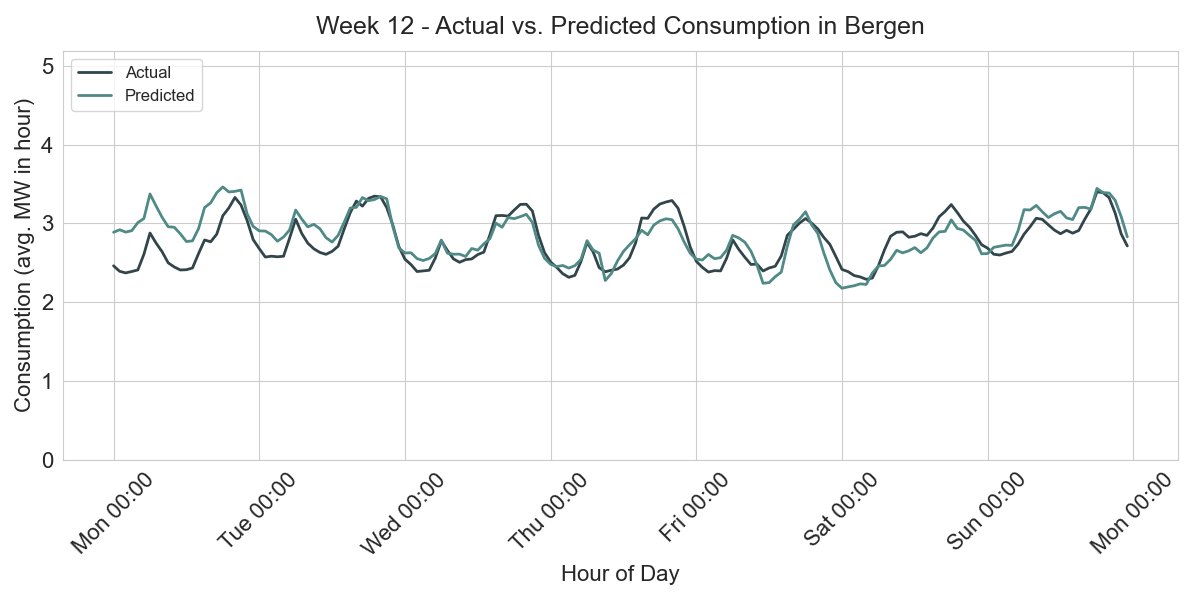 Week 12 - Actual vs. Predicted Consumption in Bergen
Actual
Predicted
Consumption (avg. MW in hour)
5
4
3
2
1
0
Mon 00:00
Tue 00:00
Wed 00:00
Thu 00:00
Fri 00:00
Sat 00:00
Sun 00:00
Mon 00:00
Hour of Day